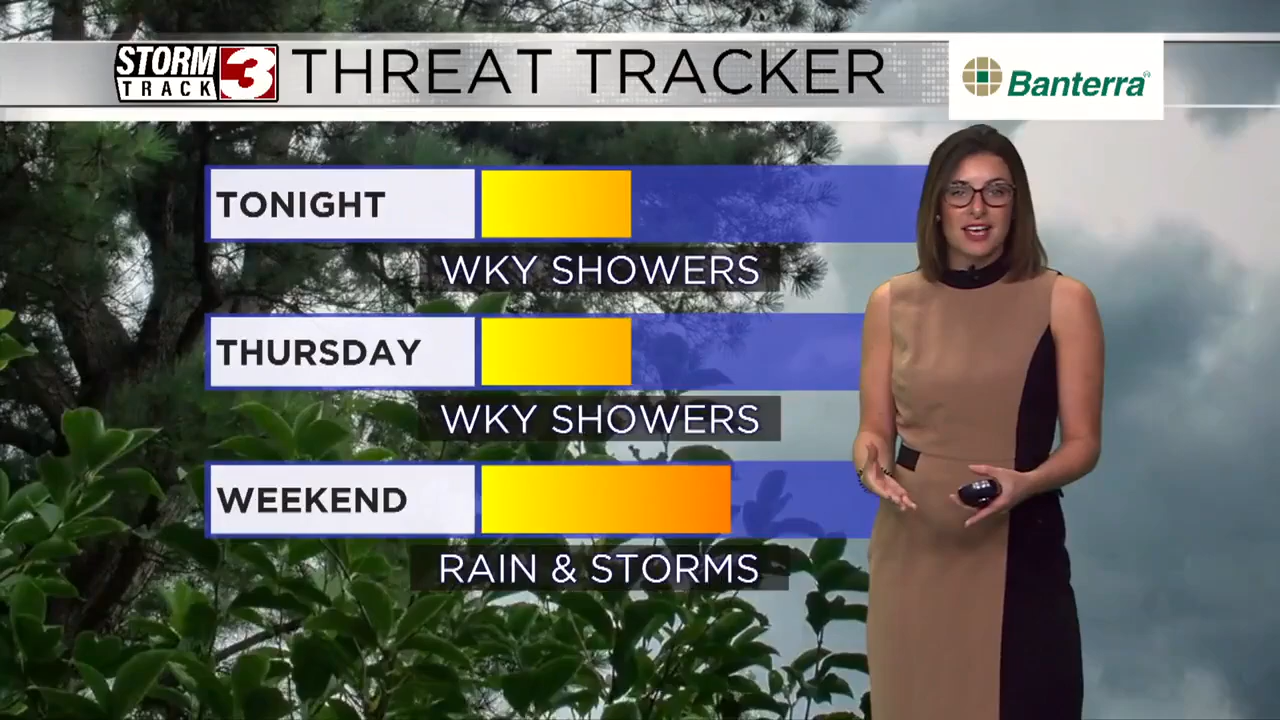 STORM
TRACK 3
THREAT TRACKER
Banterra®
TONIGHT
WKY SHOWERS
THURSDAY
WKY SHOWERS
WEEKEND
RAIN & STORMS